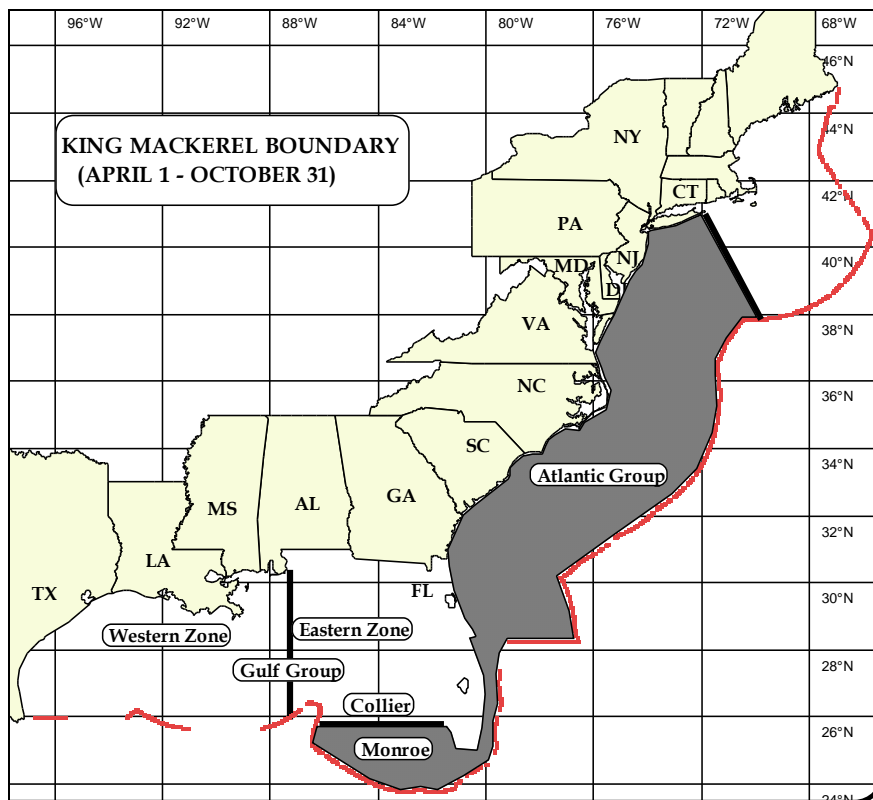 96°W 92°W 88°W 84°W 80°W 76°W 72°W 68°W
46°N
KING MACKEREL BOUNDARY
(APRIL 1 - OCTOBER 31)
NY
44°N
CT
42°N
PA
NJ
40°N
MD
VA
38°N
NC
36°N
SC
Atlantic Group
34°N
MS
AL
GA
32°N
LA
TX
FL
30°N
Western Zone
Eastern Zone
Gulf Group
28°N
Collier
26°N
Monroe
24°N